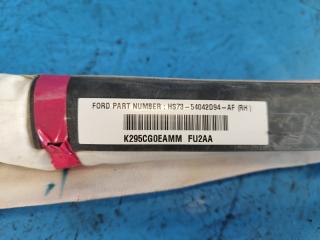 FORD PART NUMBER : HS73-54042D94-AF (RH)
K295CG0EAMM FU2AA